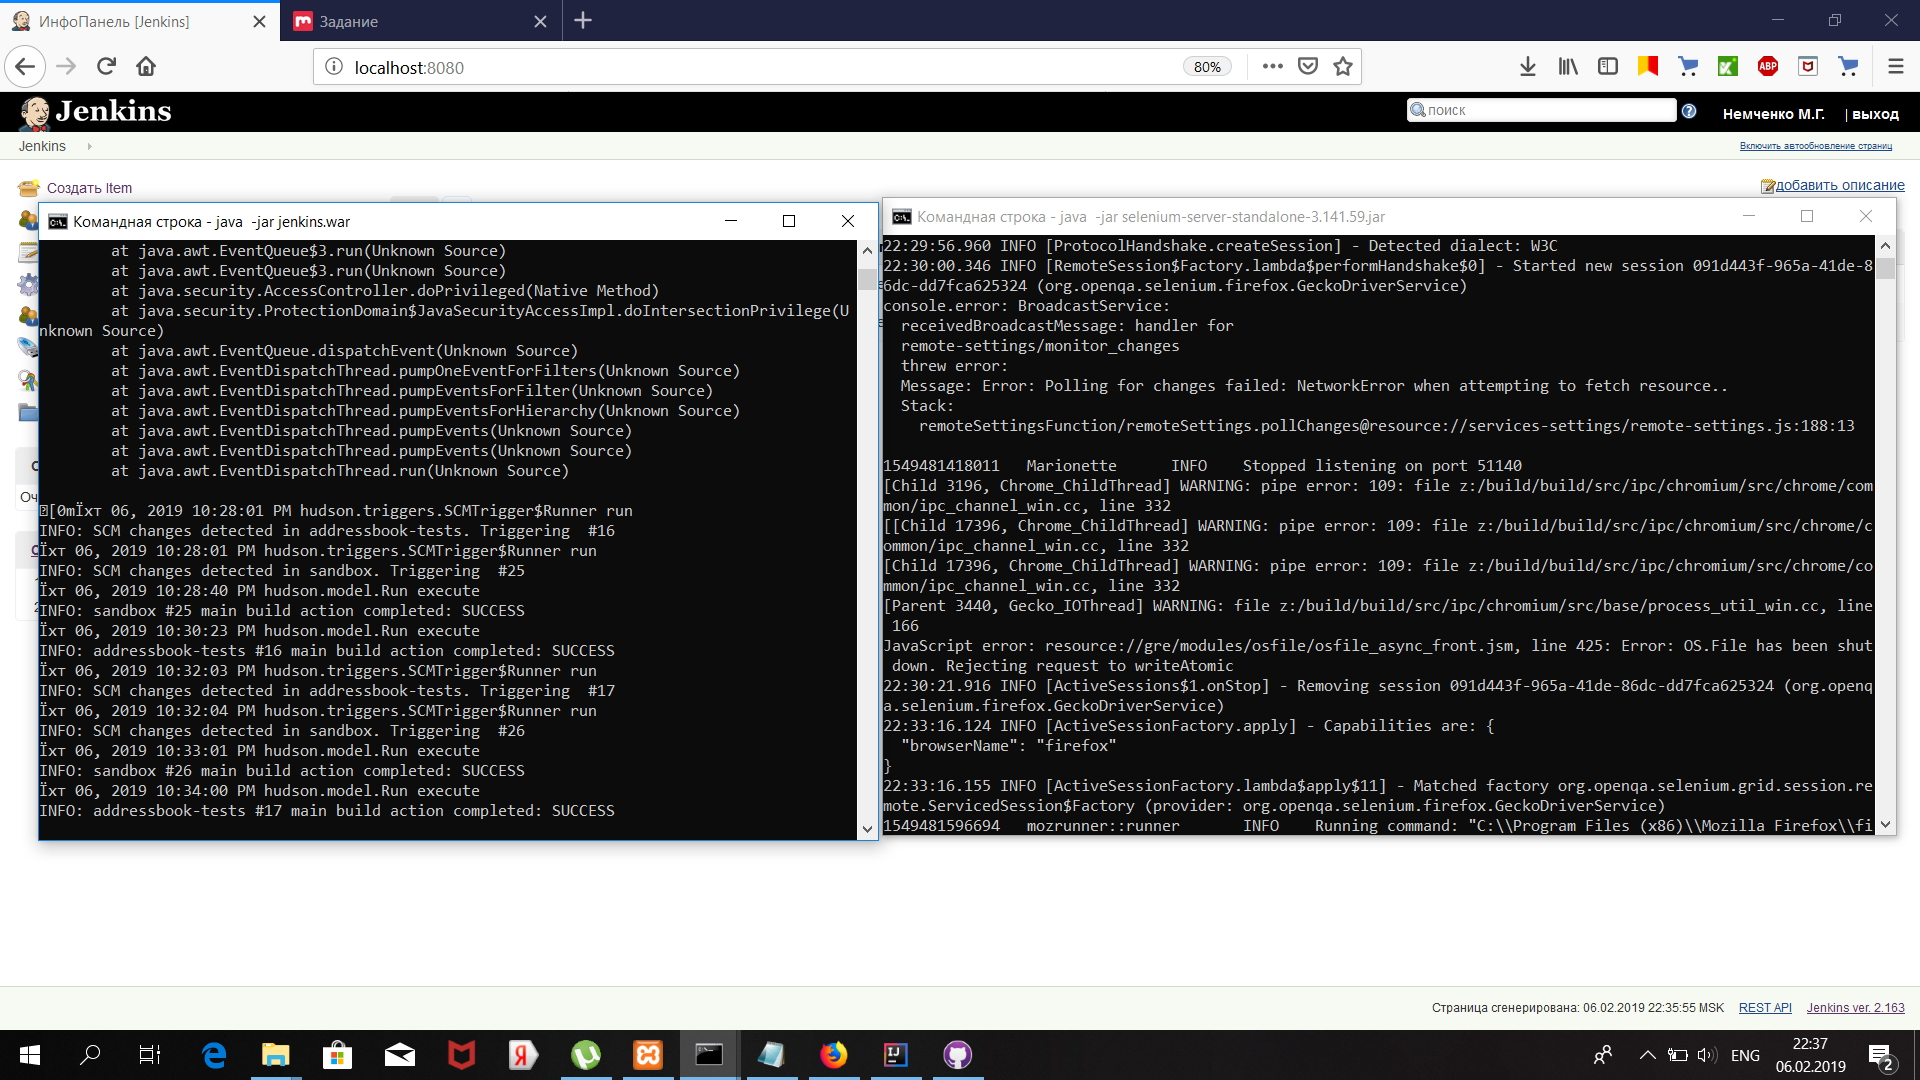 ИнфоПанель [Jenkins]
Задание
localhost:8080
80%
ABP
Jenkins
поиск
Немченко М.Г.
| выход
Jenkins
Включить автообновление страниц
Создать Item
добавить описание
Оч
Командная строка - java  -jar jenkins.war
at java.awt.EventQueue$3.run(Unknown Source)
at java.awt.EventQueue$3.run(Unknown Source)
at java.security.AccessController.doPrivileged(Native Method)
at java.security.ProtectionDomain$JavaSecurityAccessImpl.doIntersectionPrivilege(U
nknown Source)
at java.awt.EventQueue.dispatchEvent(Unknown Source)
at java.awt.EventDispatchThread.pumpOneEventForFilters(Unknown Source)
at java.awt.EventDispatchThread.pumpEventsForFilter(Unknown Source)
at java.awt.EventDispatchThread.pumpEventsForHierarchy(Unknown Source)
at java.awt.EventDispatchThread.pumpEvents(Unknown Source)
at java.awt.EventDispatchThread.pumpEvents(Unknown Source)
at java.awt.EventDispatchThread.run(Unknown Source)
[0mЇхт 06, 2019 10:28:01 PM hudson.triggers.SCMTrigger$Runner run
INFO: SCM changes detected in addressbook-tests. Triggering  #16
Їхт 06, 2019 10:28:01 PM hudson.triggers.SCMTrigger$Runner run
INFO: SCM changes detected in sandbox. Triggering  #25
Їхт 06, 2019 10:28:40 PM hudson.model.Run execute
INFO: sandbox #25 main build action completed: SUCCESS
Їхт 06, 2019 10:30:23 PM hudson.model.Run execute
INFO: addressbook-tests #16 main build action completed: SUCCESS
Їхт 06, 2019 10:32:03 PM hudson.triggers.SCMTrigger$Runner run
INFO: SCM changes detected in addressbook-tests. Triggering  #17
Їхт 06, 2019 10:32:04 PM hudson.triggers.SCMTrigger$Runner run
INFO: SCM changes detected in sandbox. Triggering  #26
Їхт 06, 2019 10:33:01 PM hudson.model.Run execute
INFO: sandbox #26 main build action completed: SUCCESS
Їхт 06, 2019 10:34:00 PM hudson.model.Run execute
INFO: addressbook-tests #17 main build action completed: SUCCESS
Командная строка - java  -jar selenium-server-standalone-3.141.59.jar
22:29:56.960 INFO [ProtocolHandshake.createSession] - Detected dialect: W3C
22:30:00.346 INFO [RemoteSession$Factory.lambda$performHandshake$0] - Started new session 091d443f-965a-41de-8
6dc-dd7fca625324 (org.openqa.selenium.firefox.GeckoDriverService)
console.error: BroadcastService:
receivedBroadcastMessage: handler for
remote-settings/monitor_changes
threw error:
Message: Error: Polling for changes failed: NetworkError when attempting to fetch resource..
Stack:
remoteSettingsFunction/remoteSettings.pollChanges@resource://services-settings/remote-settings.js:188:13
1549481418011   Marionette      INFO    Stopped listening on port 51140
[Child 3196, Chrome_ChildThread] WARNING: pipe error: 109: file z:/build/build/src/ipc/chromium/src/chrome/com
mon/ipc_channel_win.cc, line 332
[[Child 17396, Chrome_ChildThread] WARNING: pipe error: 109: file z:/build/build/src/ipc/chromium/src/chrome/c
ommon/ipc_channel_win.cc, line 332
[Child 17396, Chrome_ChildThread] WARNING: pipe error: 109: file z:/build/build/src/ipc/chromium/src/chrome/co
mmon/ipc_channel_win.cc, line 332
[Parent 3440, Gecko_IOThread] WARNING: file z:/build/build/src/ipc/chromium/src/base/process_util_win.cc, line
166
JavaScript error: resource://gre/modules/osfile/osfile_async_front.jsm, line 425: Error: OS.File has been shut
down. Rejecting request to writeAtomic
22:30:21.916 INFO [ActiveSessions$1.onStop] - Removing session 091d443f-965a-41de-86dc-dd7fca625324 (org.openq
a.selenium.firefox.GeckoDriverService)
22:33:16.124 INFO [ActiveSessionFactory.apply] - Capabilities are: {
"browserName": "firefox"
}
22:33:16.155 INFO [ActiveSessionFactory.lambda$apply$11] - Matched factory org.openqa.selenium.grid.session.re
mote.ServicedSession$Factory (provider: org.openqa.selenium.firefox.GeckoDriverService)
1549481596694   mozrunner::runner       INFO    Running command: "C:\\Program Files (x86)\\Mozilla Firefox\\fi
Страница сгенерирована: 06.02.2019 22:35:55 MSK
REST API
Jenkins ver. 2.163
ENG
22:37
06.02.2019
2